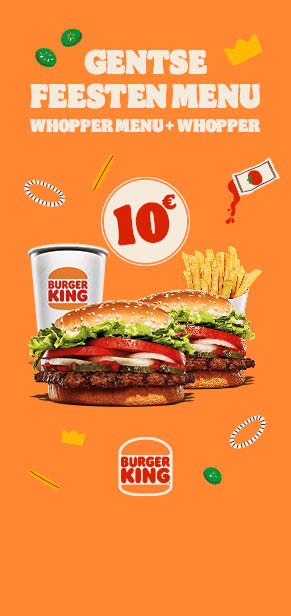 GENTSE
FEESTEN MENU
WHOPPER MENU + WHOPPER
10€
BURGER
KING
BURGER
KING